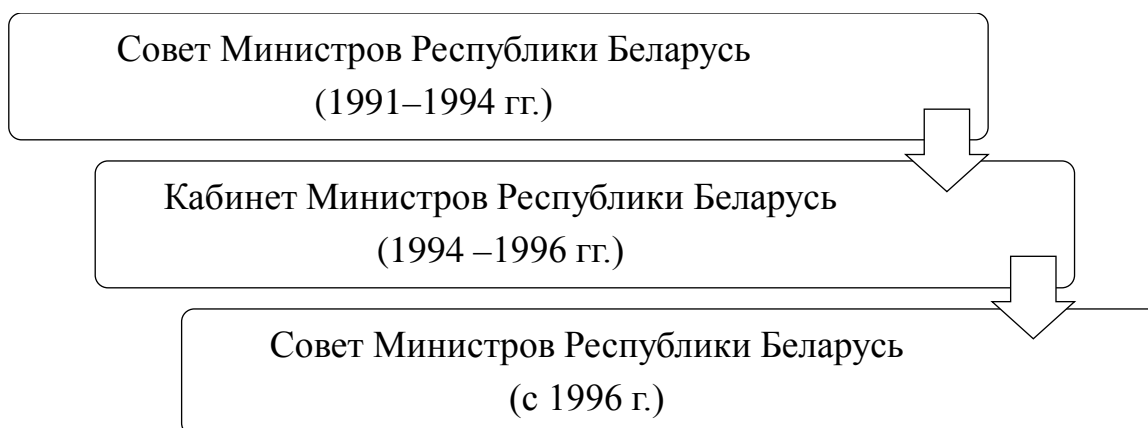 Совет Министров Республики Беларусь
(1991–1994 гг.)
Кабинет Министров Республики Беларусь
(1994 –1996 гг.)
Совет Министров Республики Беларусь
(с 1996 г.)